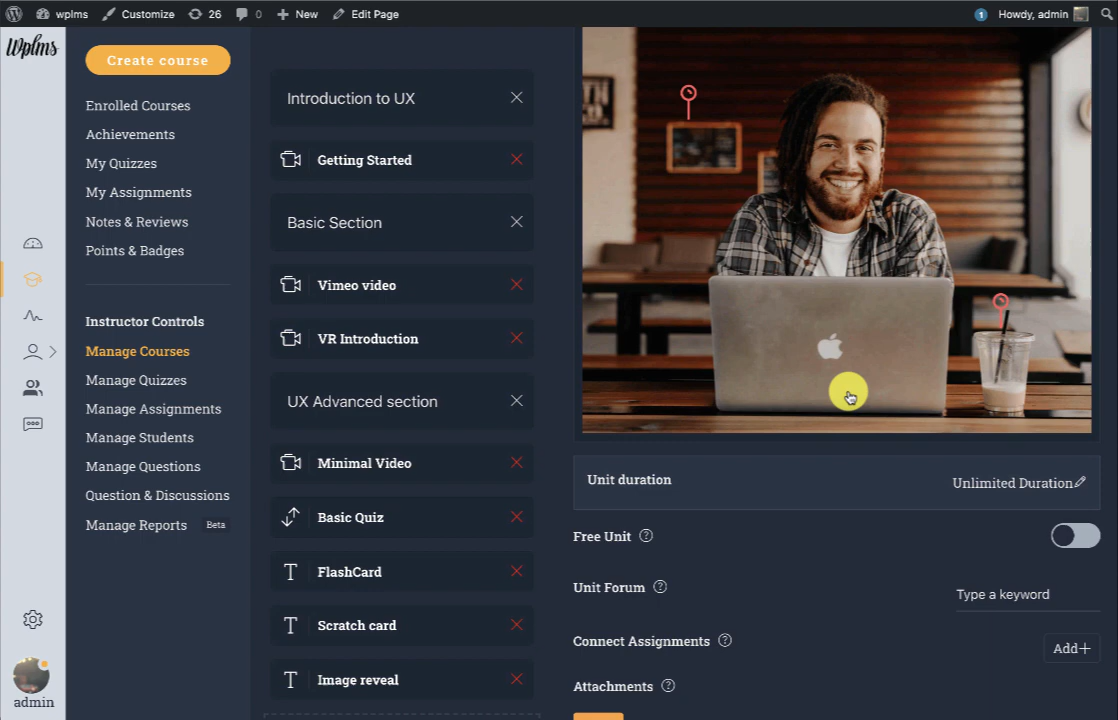 wplms
Customize
26
0
New
Edit Page
1
Howdy, admin
Wplms
Create course
Enrolled Courses
Achievements
My Quizzes
My Assignments
Notes & Reviews
Points & Badges
Instructor Controls
Manage Courses
Manage Quizzes
Manage Assignments
Manage Students
Manage Questions
Question & Discussions
Manage Reports Beta
admin
Introduction to UX
Getting Started
Basic Section
Vimeo video
VR Introduction
UX Advanced section
Minimal Video
Basic Quiz
FlashCard
Scratch card
Image reveal
Unit duration
Unlimited Duration
Free Unit
Unit Forum
Type a keyword
Connect Assignments
Add+
Attachments